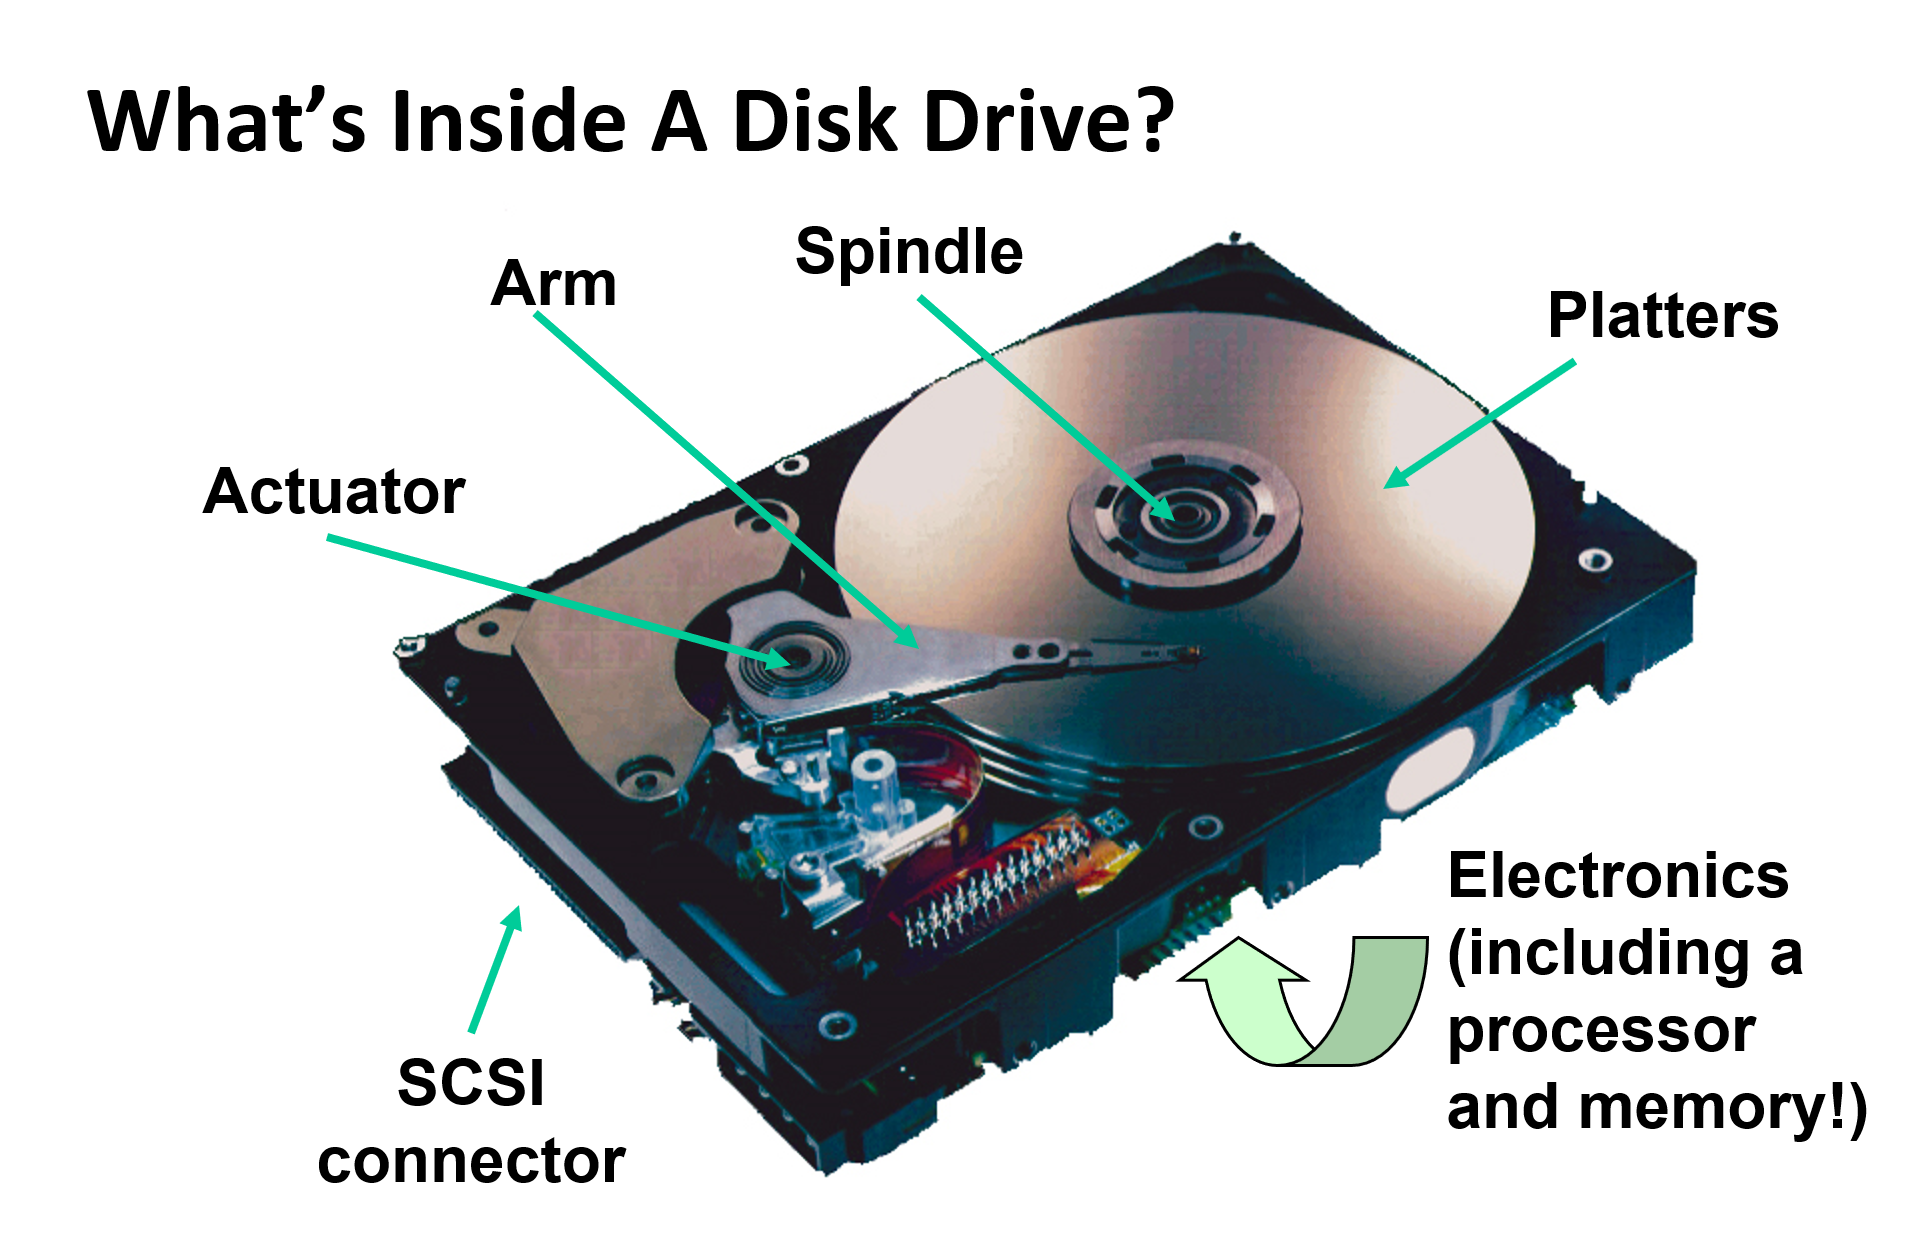 What’s Inside A Disk Drive?
Spindle
Arm
Platters
Actuator
Electronics
(including a
processor
and memory!)
SCSI
connector